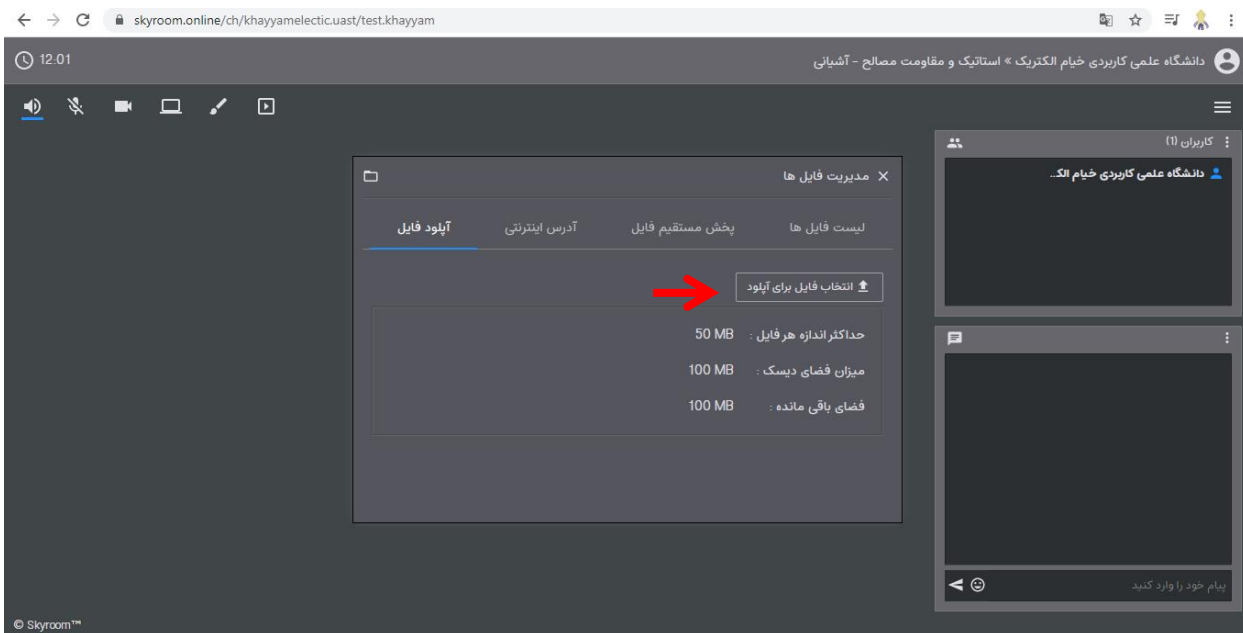 skyroom.online/ch/khayyamelectic.uast/test.khayyam
دانشگاه علمی کاربردی خیام الکتریک » استاتیک و مقاومت مصالح - آشیانی
12:01
کاربران (1)
دانشگاه علمی کاربردی خیام الک..
مدیریت فایل ها
لیست فایل ها
پخش مستقیم فایل
آدرس اینترنتی
آپلود فایل
انتخاب فایل برای آپلود
حداکثر اندازه هر فایل : 50 MB
میزان فضای دیسک : 100 MB
فضای باقی مانده : 100 MB
پیام خود را وارد کنید
© Skyroom™